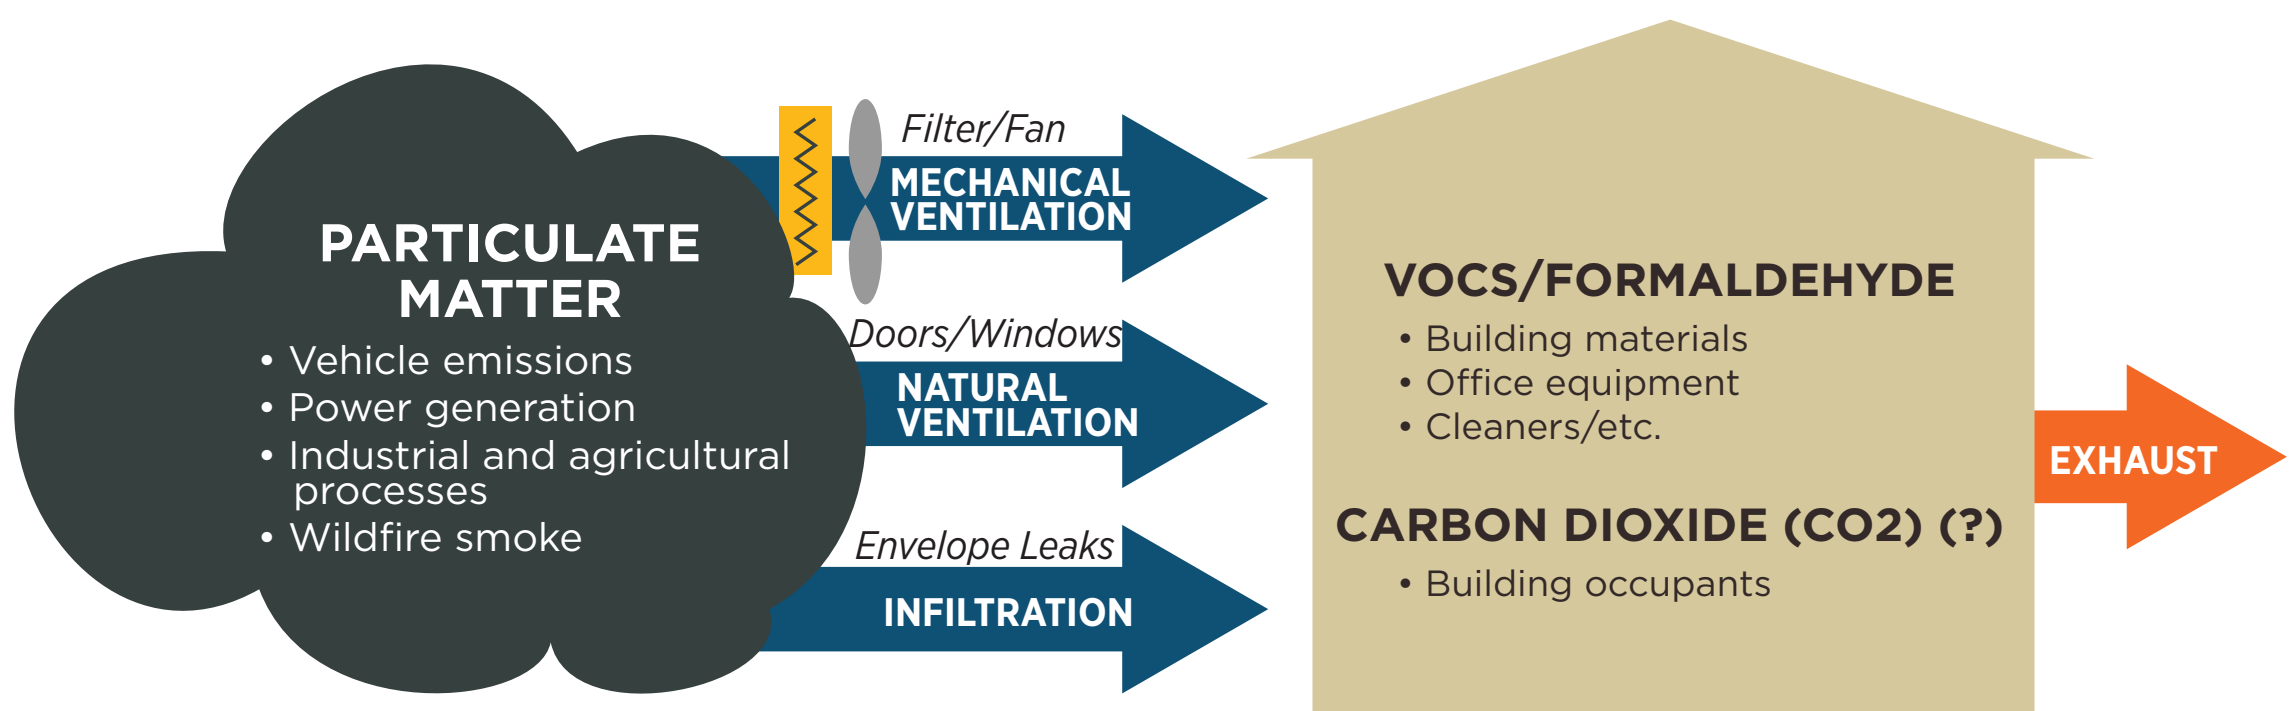 PARTICULATE
MATTER
• Vehicle emissions
• Power generation
• Industrial and agricultural
processes
• Wildfire smoke
Filter/Fan
MECHANICAL
VENTILATION
Doors/Windows
NATURAL
VENTILATION
Envelope Leaks
INFILTRATION
VOCS/FORMALDEHYDE
• Building materials
• Office equipment
• Cleaners/etc.
CARBON DIOXIDE (CO2) (?)
• Building occupants
EXHAUST